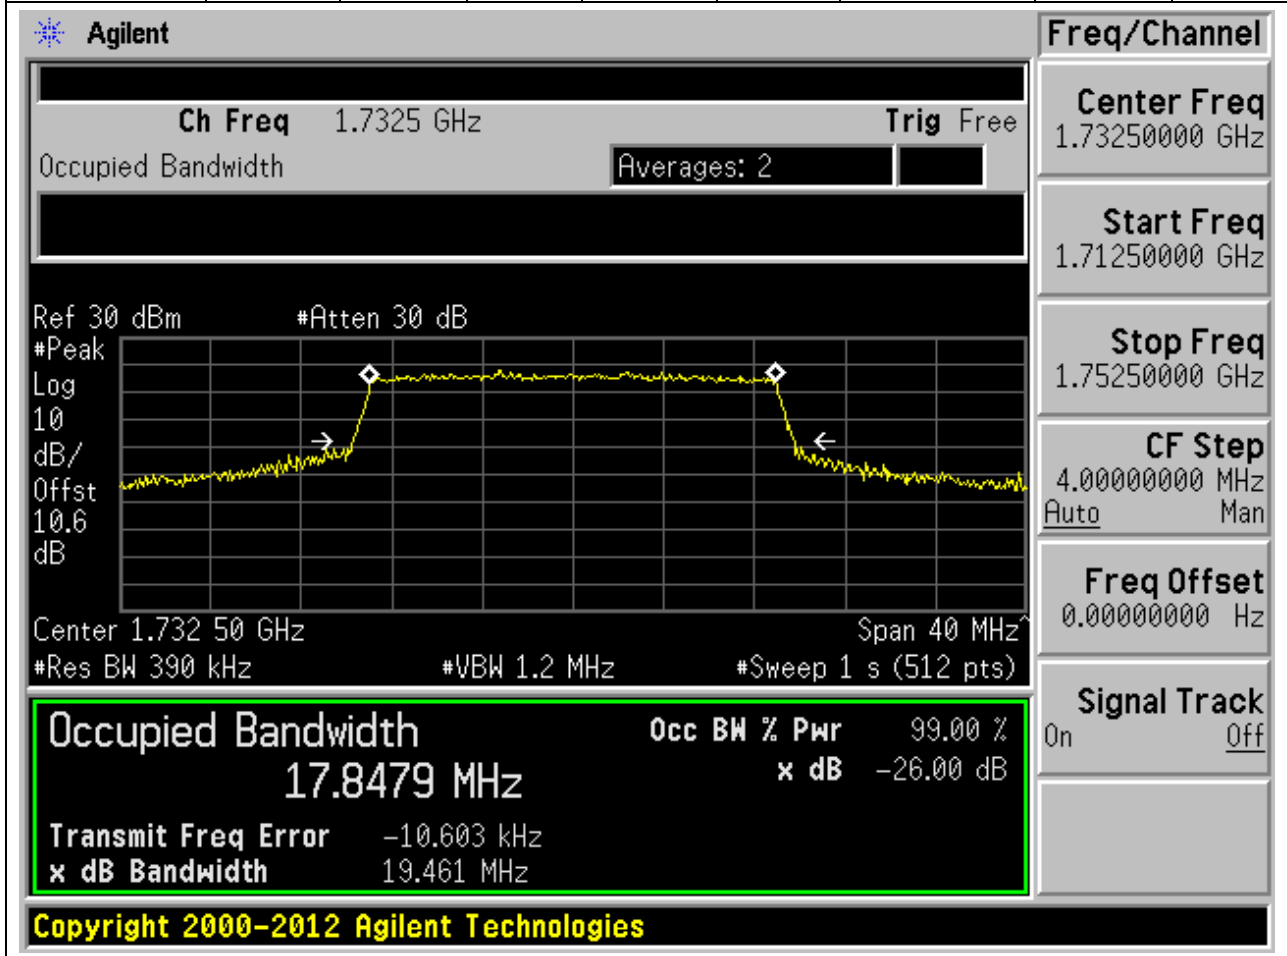 Agilent
Freq/Channel
Ch Freq 1.7325 GHz Trig Free
Occupied Bandwidth Averages: 2
Center Freq
1.73250000 GHz
Start Freq
1.71250000 GHz
Stop Freq
1.75250000 GHz
CF Step
4.00000000 MHz
Auto Man
Freq Offset
0.00000000 Hz
Signal Track
On Off
Ref 30 dBm #Atten 30 dB
#Peak
Log
10
dB/
Offst
10.6
dB
Center 1.732 50 GHz Span 40 MHz^
#Res BW 390 kHz #VBW 1.2 MHz #Sweep 1 s (512 pts)
Occupied Bandwidth Occ BW % Pwr 99.00 %
17.8479 MHz x dB -26.00 dB
Transmit Freq Error -10.603 kHz
x dB Bandwidth 19.461 MHz
Copyright 2000-2012 Agilent Technologies